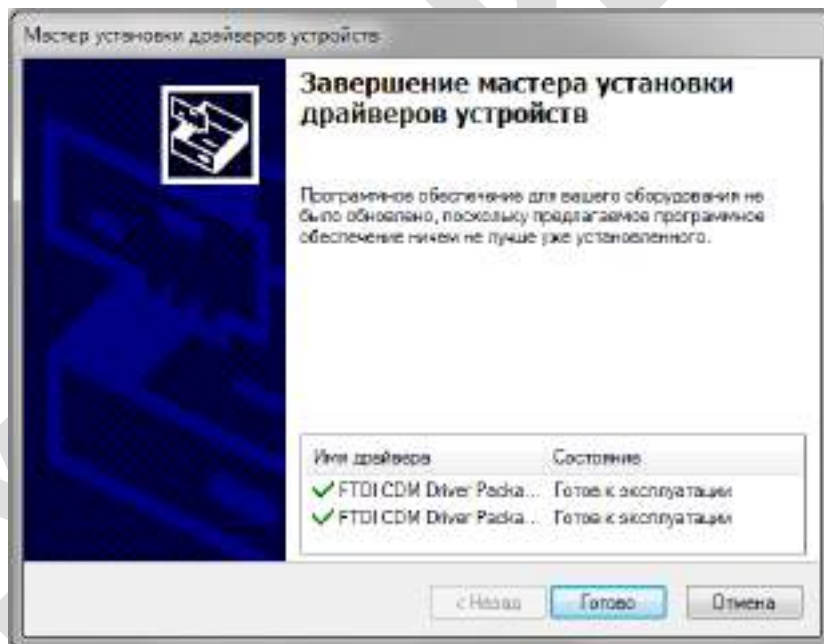 Мастер установки драйверов устройств
Завершение мастера установки
драйверов устройств
Программное обеспечение для вашего оборудования не
было обновлено, поскольку предлагаемое программное
обеспечение ничем не лучше уже установленного.
Имя драйвера Состояние
FTDI CDM Driver Packa... Готов к эксплуатации
FTDI CDM Driver Packa... Готов к эксплуатации
< Назад Готово Отмена